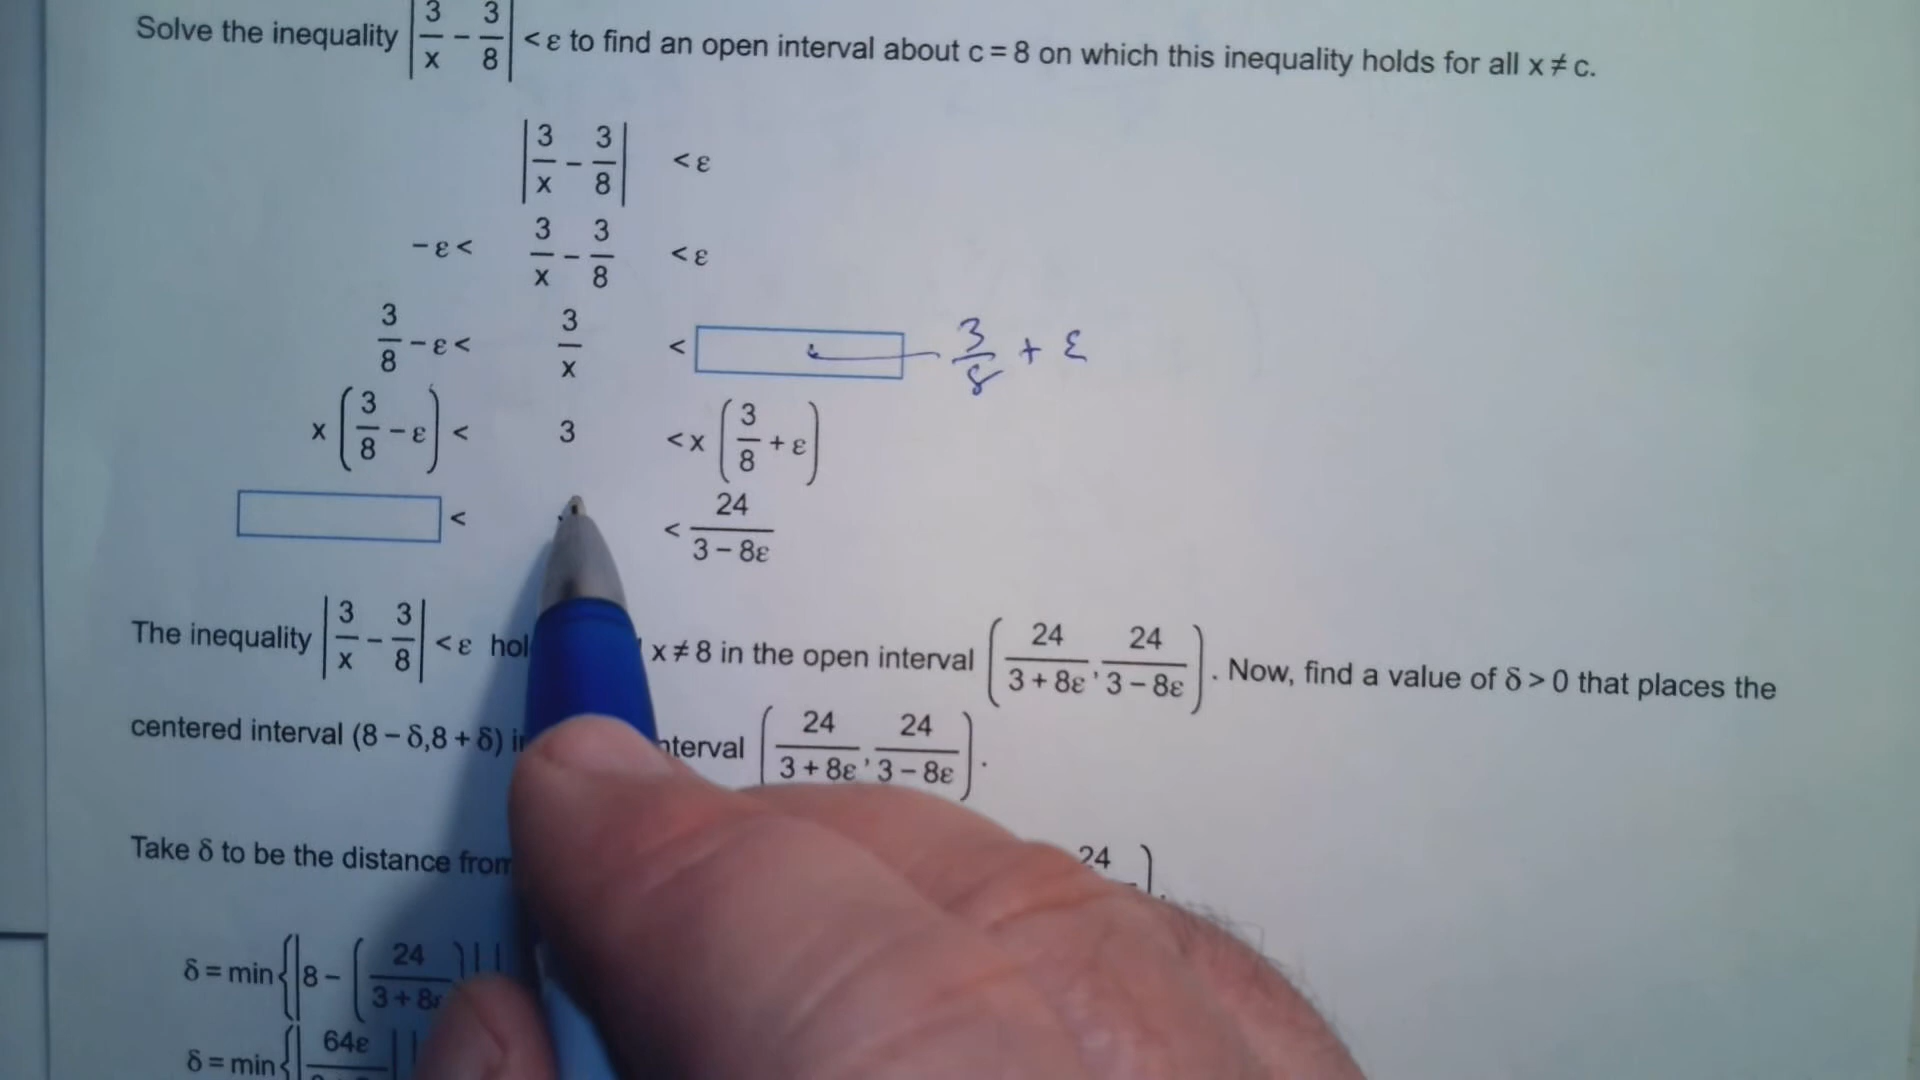 Solve the inequality |3/x − 3/8| < ε to find an open interval about c = 8 on which this inequality holds for all x ≠ c.
|3/x − 3/8| < ε
−ε < 3/x − 3/8 < ε
3/8 − ε < 3/x < 3/8 + ε
x(3/8 − ε) < 3 < x(3/8 + ε)
< < 24/(3 − 8ε)
The inequality |3/x − 3/8| < ε x ≠ 8 in the open interval (24/(3 + 8ε), 24/(3 − 8ε)). Now, find a value of δ > 0 that places the
centered interval (8 − δ,8 + δ) (24/(3 + 8ε), 24/(3 − 8ε)).
Take δ to be the distance from 24
δ = min{|8 − (24/(3 + 8
δ = min{|64ε